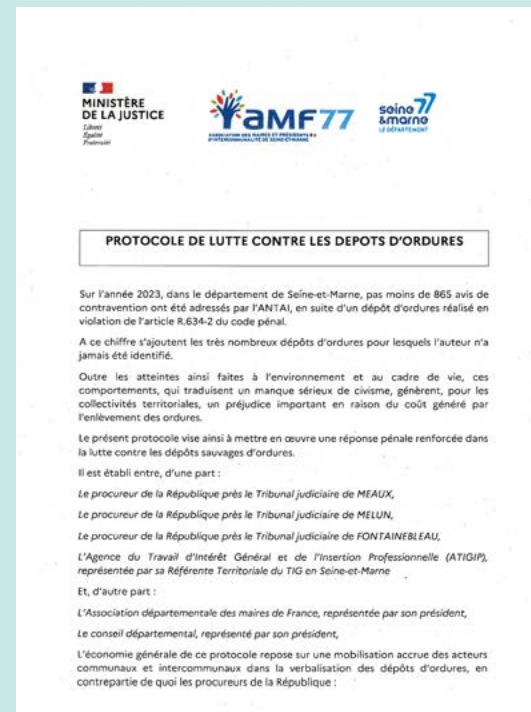 MINISTÈRE
DE LA JUSTICE
Liberté
Égalité
Fraternité
AMF77
ASSOCIATION DES MAIRES ET PRÉSIDENTS
D'INTERCOMMUNALITÉ DE SEINE-ET-MARNE
seine 77
&marne
LE DÉPARTEMENT
PROTOCOLE DE LUTTE CONTRE LES DEPOTS D'ORDURES
Sur l'année 2023, dans le département de Seine-et-Marne, pas moins de 865 avis de
contravention ont été adressés par l'ANTAI, en suite d'un dépôt d'ordures réalisé en
violation de l'article R.634-2 du code pénal.
A ce chiffre s'ajoutent les très nombreux dépôts d'ordures pour lesquels l'auteur n'a
jamais été identifié.
Outre les atteintes ainsi faites à l'environnement et au cadre de vie, ces
comportements, qui traduisent un manque sérieux de civisme, génèrent, pour les
collectivités territoriales, un préjudice important en raison du coût généré par
l'enlèvement des ordures.
Le présent protocole vise ainsi à mettre en œuvre une réponse pénale renforcée dans
la lutte contre les dépôts sauvages d'ordures.
Il est établi entre, d'une part :
Le procureur de la République près le Tribunal judiciaire de MEAUX,
Le procureur de la République près le Tribunal judiciaire de MELUN,
Le procureur de la République près le Tribunal judiciaire de FONTAINEBLEAU,
L'Agence du Travail d'Intérêt Général et de l'Insertion Professionnelle (ATIGIP),
représentée par sa Référente Territoriale du TIG en Seine-et-Marne
Et, d'autre part :
L'Association départementale des maires de France, représentée par son président,
Le conseil départemental, représenté par son président,
L'économie générale de ce protocole repose sur une mobilisation accrue des acteurs
communaux et intercommunaux dans la verbalisation des dépôts d'ordures, en
contrepartie de quoi les procureurs de la République :